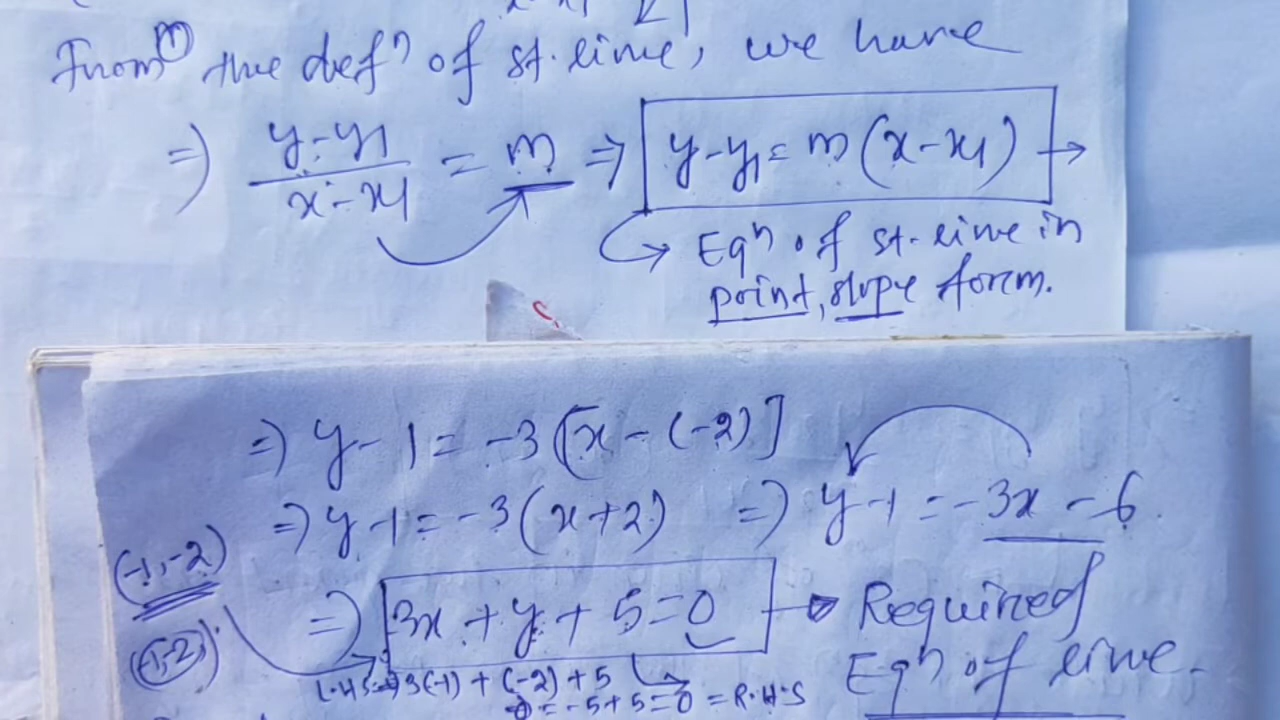 From the defⁿ of st. line, we have
⇒ y-y₁/x-x₁ = m ⇒ y-y₁ = m(x-x₁) →
→ Eqⁿ of st-line in
point, slope form.
⇒ y-1 = -3[x-(-2)]
⇒ y-1 = -3(x+2) ⇒ y-1 = -3x-6
(-1,-2)
⇒ 3x+y+5=0 → Required
(-1,-2)
Eqⁿ of line.
L.H.S ⇒ 3(-1) + (-2) + 5
= -5+5=0 = R.H.S